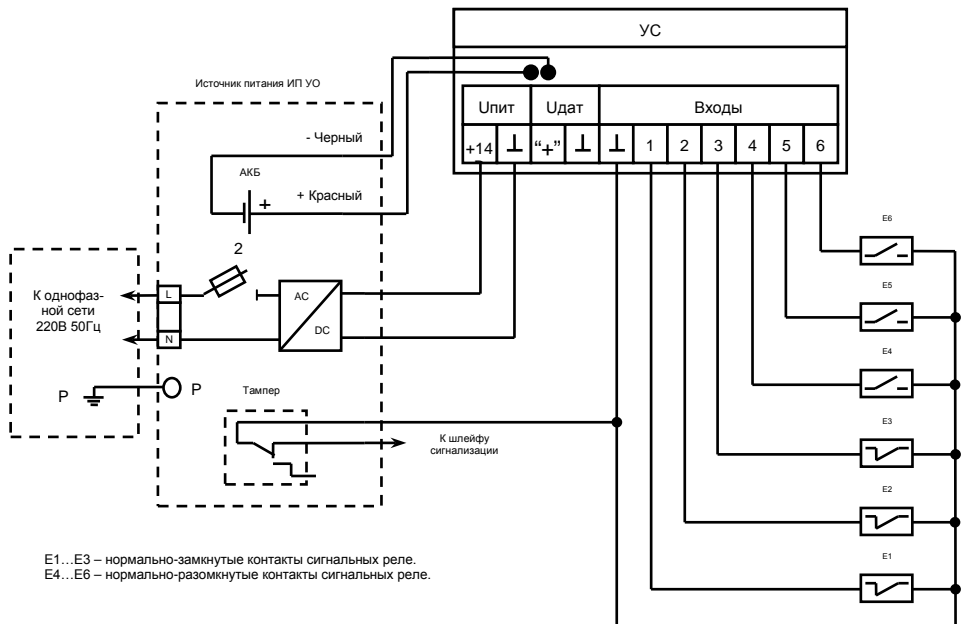 УС
Источник питания ИП УО
Uпит
Uдат
Входы
+14
⊥
“+”
⊥
⊥
1
2
3
4
5
6
- Черный
АКБ
+
+ Красный
2
К однофаз-
ной сети
220В 50Гц
L
N
AC
DC
P
P
Тампер
К шлейфу
сигнализации
E6
E5
E4
E3
E2
E1
E1...E3 – нормально-замкнутые контакты сигнальных реле.
E4...E6 – нормально-разомкнутые контакты сигнальных реле.